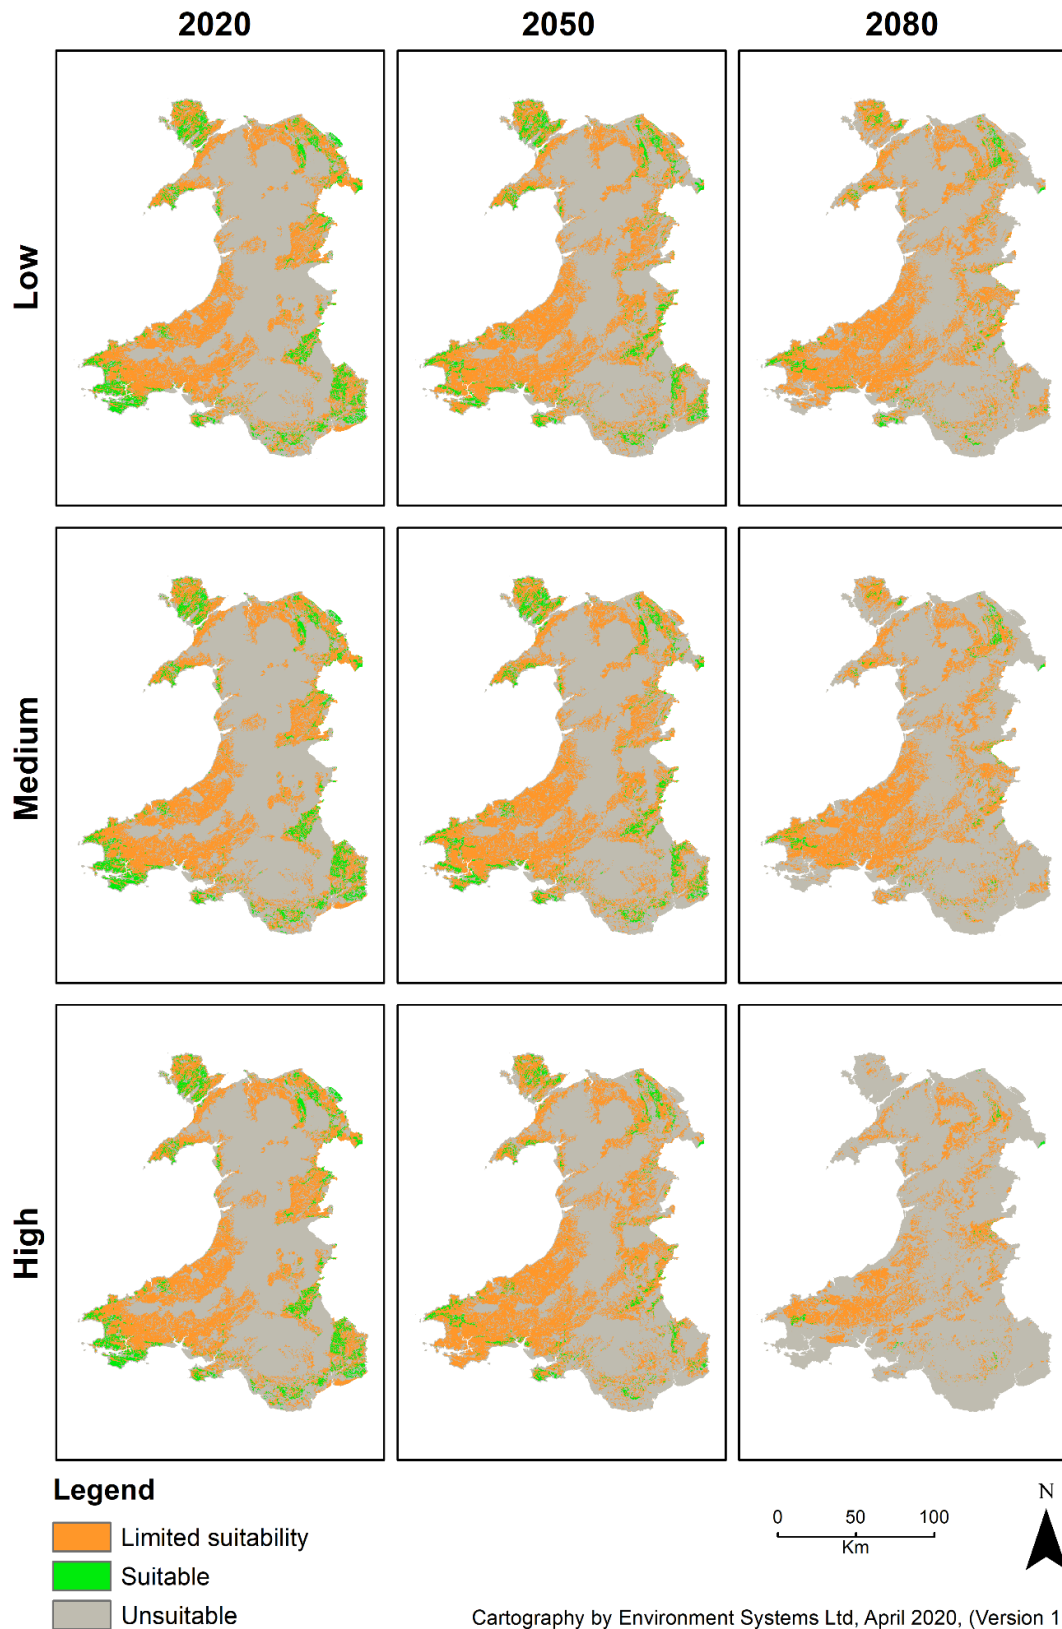 2020 2050 2080
Low
Medium
High
Legend
Limited suitability
Suitable
Unsuitable
0 50 100
Km
N
Cartography by Environment Systems Ltd, April 2020, (Version 1